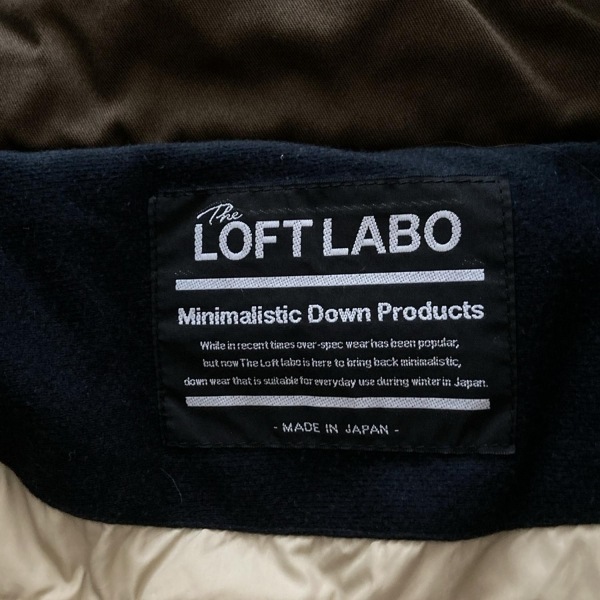 The
LOFT LABO
Minimalistic Down Products
While in recent times over-spec wear has been popular,
but now The Loft labo is here to bring back minimalistic,
down wear that is suitable for everyday use during winter in Japan.
- MADE IN JAPAN -